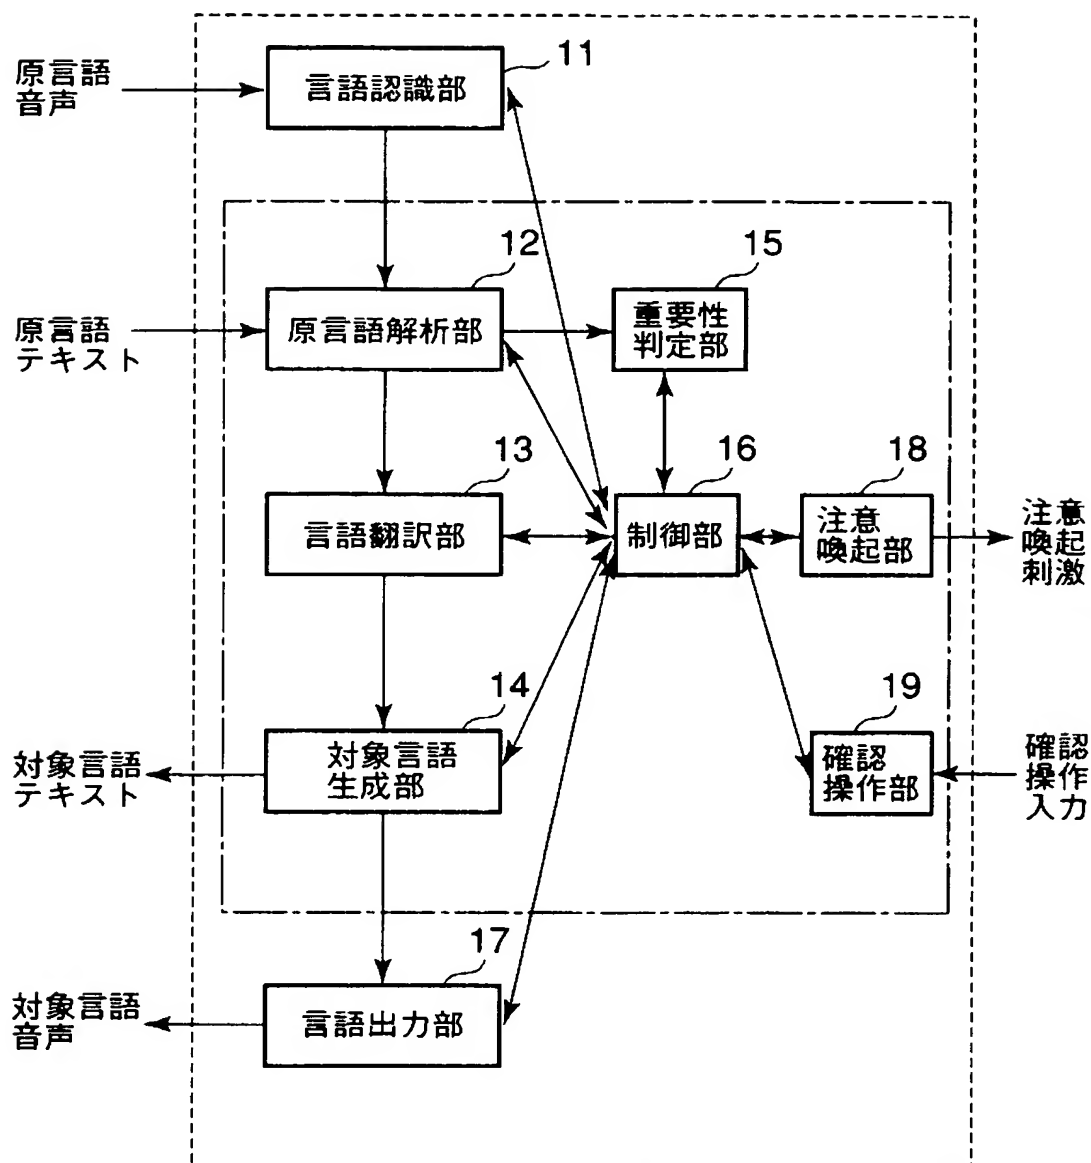 原言語
音声
言語認識部
11
原言語
テキスト
原言語解析部
12
重要性
判定部
15
言語翻訳部
13
制御部
16
注意
喚起部
18
注意
喚起
刺激
対象言語
テキスト
対象言語
生成部
14
確認
操作部
19
確認
操作
入力
対象言語
音声
言語出力部
17